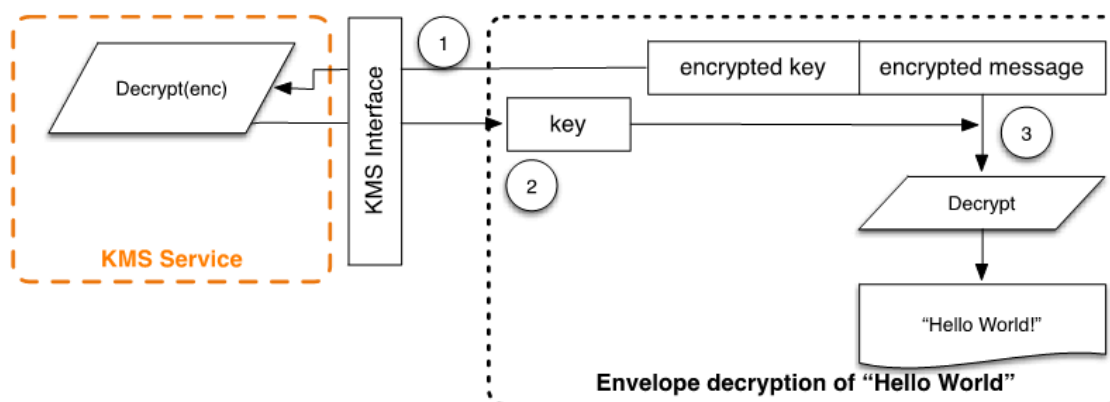 1
encrypted key
encrypted message
Decrypt(enc)
KMS Interface
key
3
2
Decrypt
KMS Service
“Hello World!”
Envelope decryption of “Hello World”